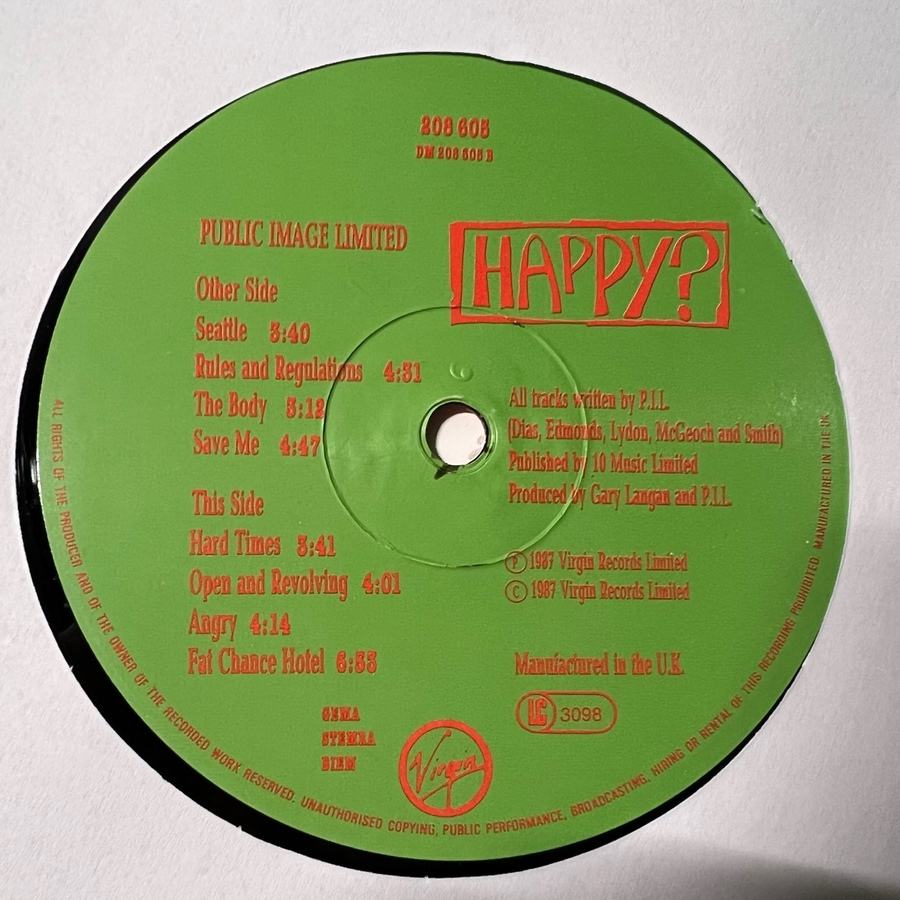 208 605
DM 208 605 B
PUBLIC IMAGE LIMITED
HAPPY?
Other Side
Seattle 3:40
Rules and Regulations 4:31
The Body 5:12
Save Me 4:47
This Side
Hard Times 3:41
Open and Revolving 4:01
Angry 4:14
Fat Chance Hotel 6:53
All tracks written by P.I.L.
(Dias, Edmonds, Lydon, McGeoch and Smith)
Published by 10 Music Limited
Produced by Gary Langan and P.I.L.
Ⓟ 1987 Virgin Records Limited
© 1987 Virgin Records Limited
Manufactured in the U.K.
LC 3098
GEMA
STEMRA
BIEM
Virgin
ALL RIGHTS OF THE PRODUCER AND OF THE OWNER OF THE RECORDED WORK RESERVED. UNAUTHORISED COPYING, PUBLIC PERFORMANCE, BROADCASTING, HIRING OR RENTAL OF THIS RECORDING PROHIBITED MANUFACTURED IN THE UK